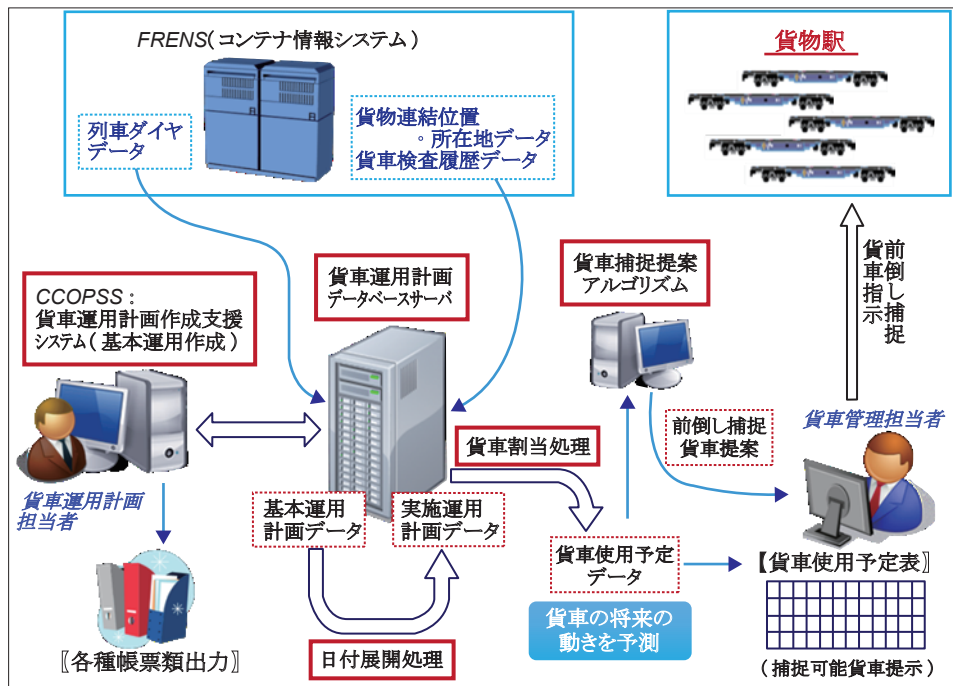 FRENS(コンテナ情報システム)
列車ダイヤ
データ
貨物連結位置
。所在地データ
貨車検査履歴データ
貨物駅
CCOPSS：
貨車運用計画作成支援
システム(基本運用作成)
貨車運用計画
データベースサーバ
貨車捕捉提案
アルゴリズム
前倒し捕捉
貨車指示
貨車運用計画
担当者
貨車割当処理
前倒し捕捉
貨車提案
貨車管理担当者
基本運用
計画データ
実施運用
計画データ
貨車使用予定
データ
【貨車使用予定表】
貨車の将来の
動きを予測
〖各種帳票類出力〗
日付展開処理
(捕捉可能貨車提示)